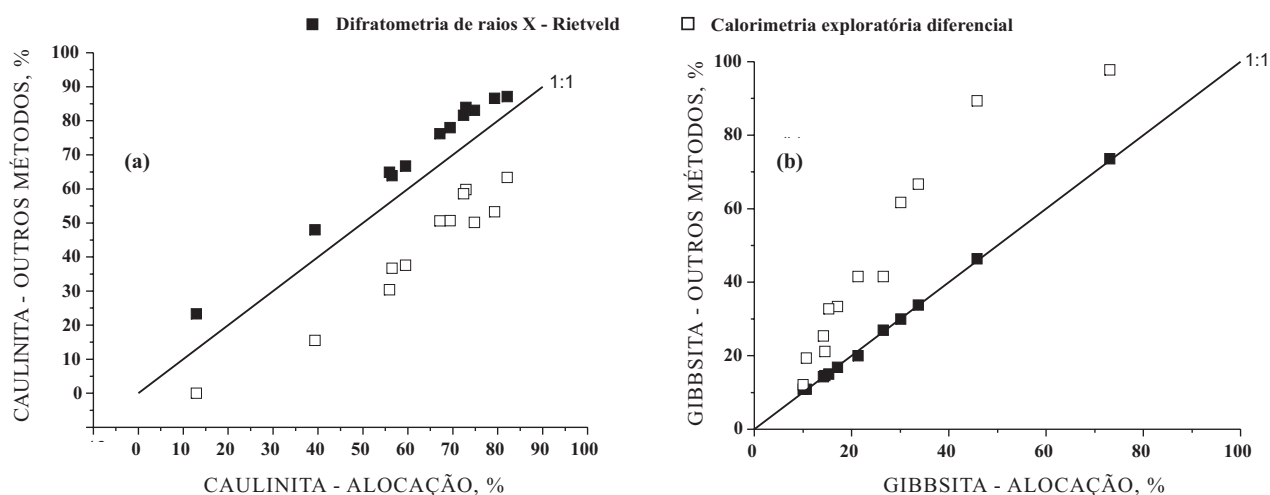 Difratometria de raios X - Rietveld
Calorimetria exploratória diferencial
CAULINITA - OUTROS MÉTODOS, %
100
90
80
70
60
50
40
30
20
10
0
(a)
1:1
0 10 20 30 40 50 60 70 80 90 100
CAULINITA - ALOCAÇÃO, %
GIBBSITA - OUTROS MÉTODOS, %
100
80
60
40
20
0
(b)
1:1
0 20 40 60 80 100
GIBBSITA - ALOCAÇÃO, %